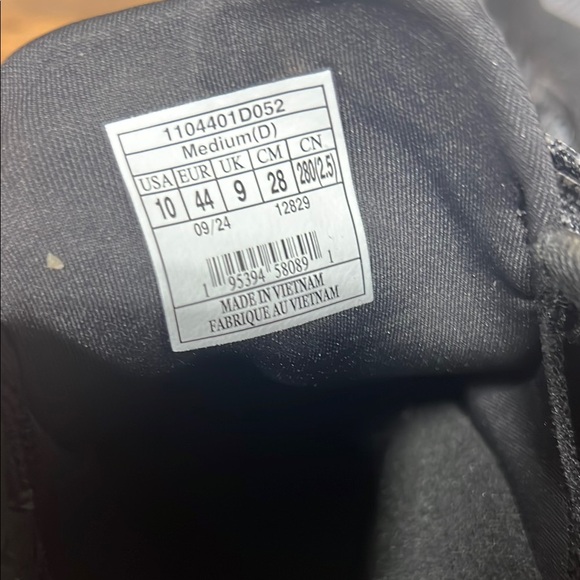 1104401D052
Medium(D)
USA EUR UK CM CN
10 44 9 28 280(2.5)
09/24 12829
1 95394 58089 1
MADE IN VIETNAM
FABRIQUE AU VIETNAM